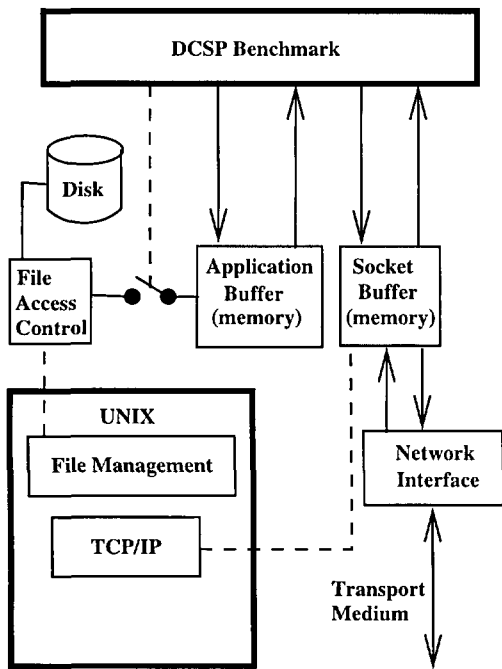 DCSP Benchmark
Disk
File
Access
Control
Application
Buffer
(memory)
Socket
Buffer
(memory)
UNIX
File Management
TCP/IP
Network
Interface
Transport
Medium